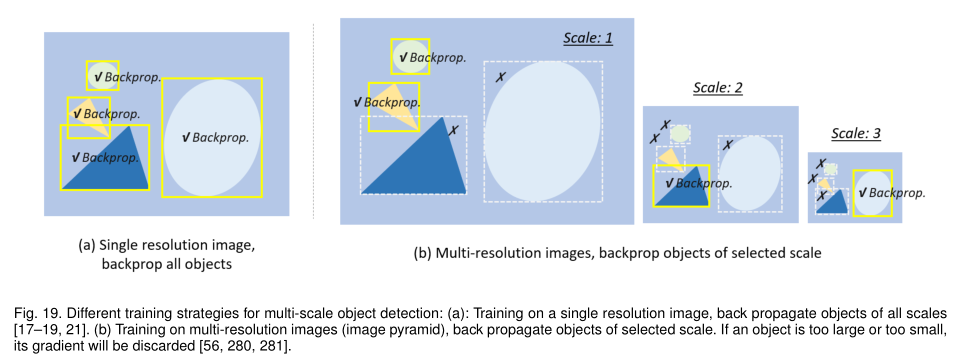 √ Backprop.
√ Backprop.
√ Backprop.
√ Backprop.
(a) Single resolution image,
backprop all objects
Scale: 1
√ Backprop.
✗
√ Backprop.
✗
Scale: 2
✗
✗
✗
√ Backprop.
Scale: 3
✗
✗
✗
√ Backprop.
(b) Multi-resolution images, backprop objects of selected scale
Fig. 19. Different training strategies for multi-scale object detection: (a): Training on a single resolution image, back propagate objects of all scales
[17–19, 21]. (b) Training on multi-resolution images (image pyramid), back propagate objects of selected scale. If an object is too large or too small,
its gradient will be discarded [56, 280, 281].